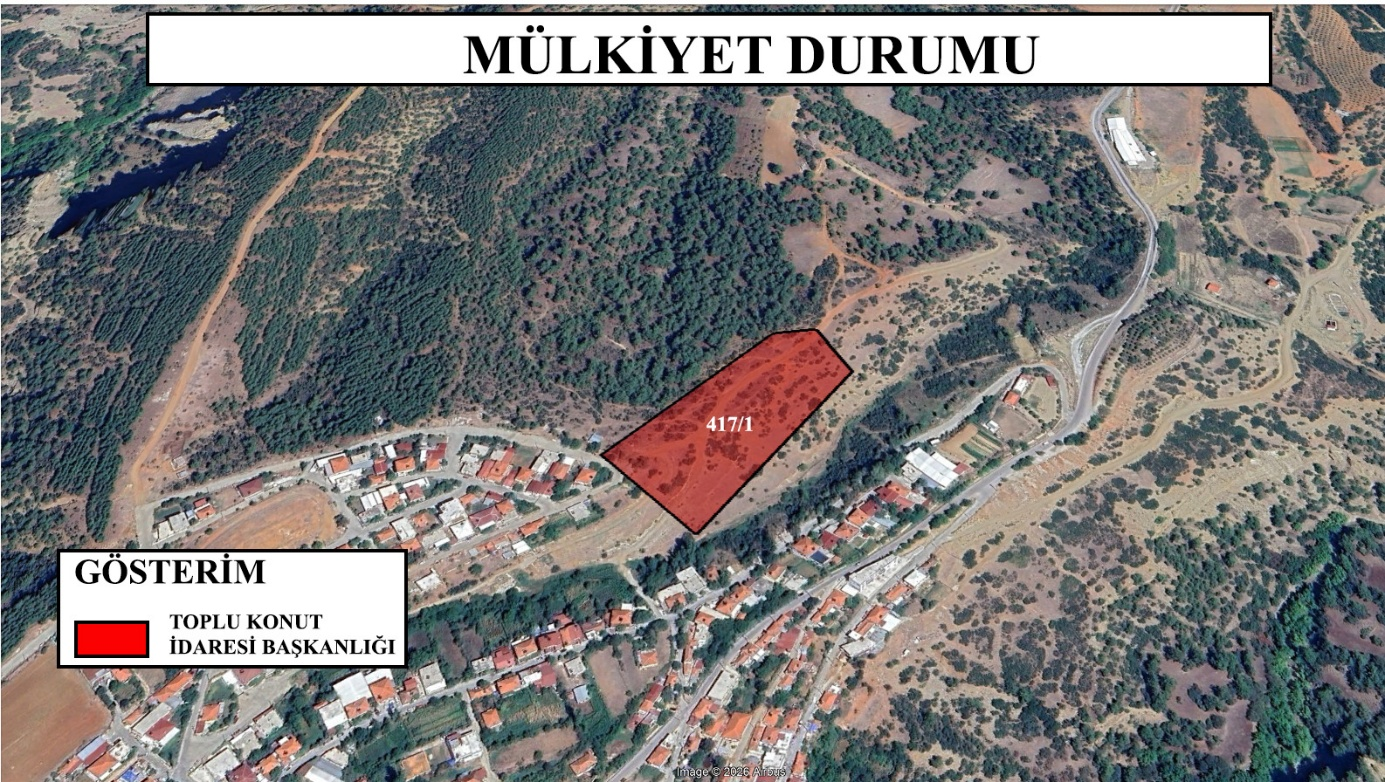 MÜLKİYET DURUMU
417/1
GÖSTERİM
TOPLU KONUT
İDARESİ BAŞKANLIĞI
Image © 2026 Airbus